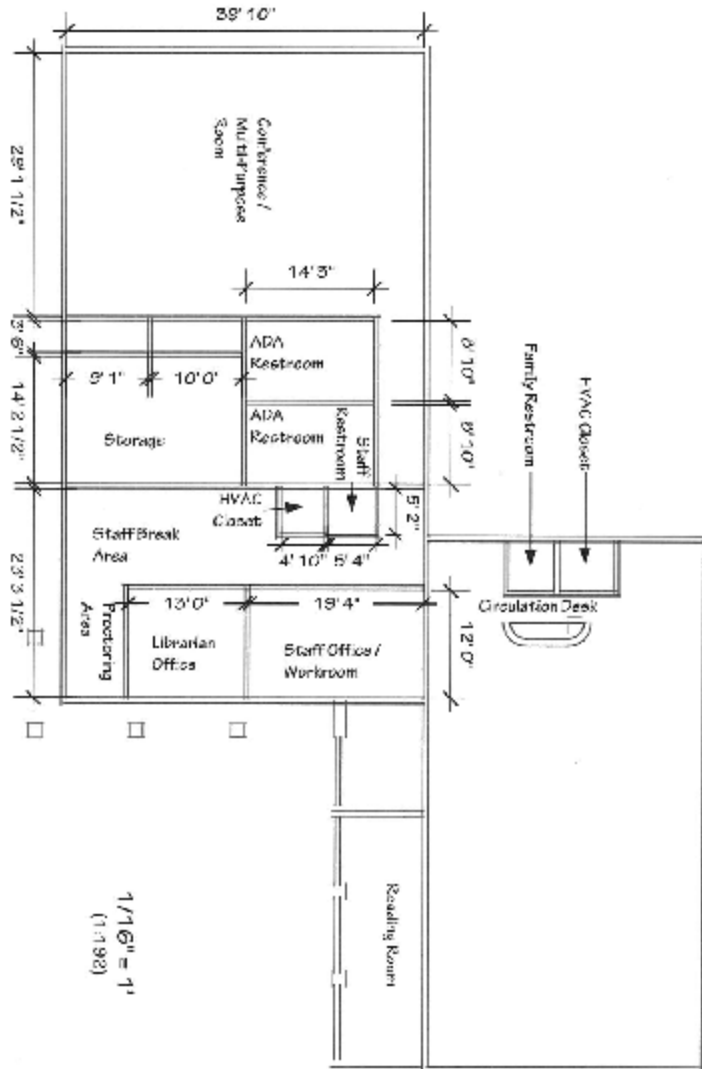 39' 10"
Conference /
Multi-Purpose
Room
29' 1 1/2"
14' 3"
3' 6"
ADA
Restroom
8' 10"
Family Restroom
HVAC Closet
9' 1"
10' 0"
14' 2 1/2"
Storage
ADA
Restroom
Staff
Restroom
8' 10"
HVAC
Closet
5' 2"
Staff Break
Area
4' 10"
5' 4"
23' 3 1/2"
13' 0"
19' 4"
Circulation Desk
12' 0"
Proctoring
Area
Librarian
Office
Staff Office /
Workroom
Reading Room
1/16" = 1'
(1:192)